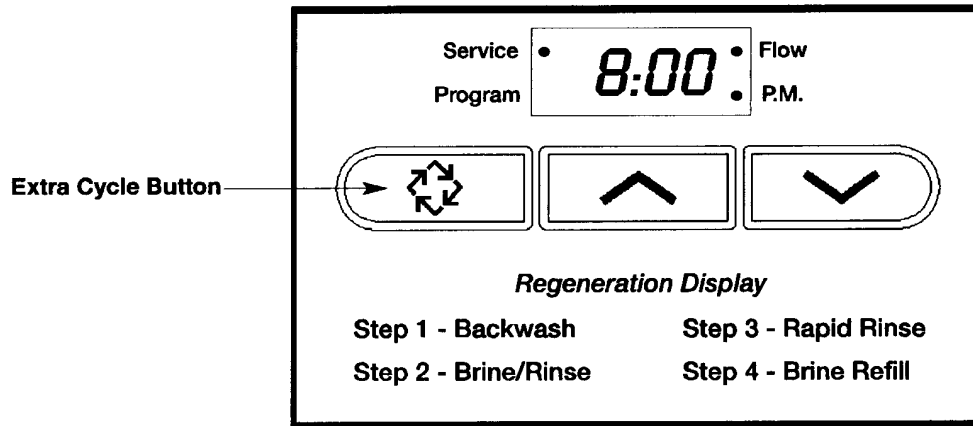 Service 8:00 Flow
Program P.M.
Extra Cycle Button
Regeneration Display
Step 1 - Backwash Step 3 - Rapid Rinse
Step 2 - Brine/Rinse Step 4 - Brine Refill